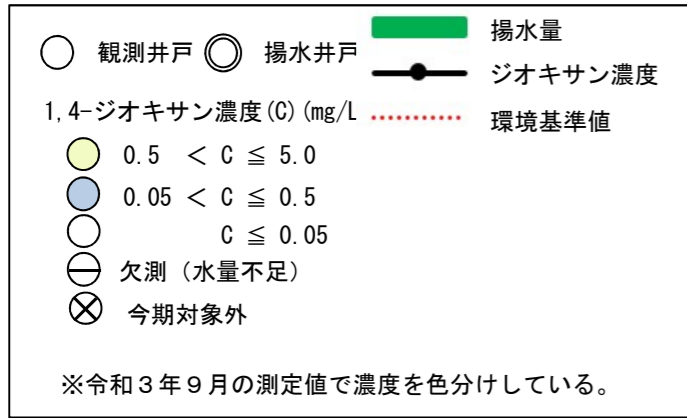 観測井戸 揚水井戸 揚水量
ジオキサン濃度
1,4-ジオキサン濃度(C)(mg/L 環境基準値
0.5 < C ≦ 5.0
0.05 < C ≦ 0.5
C ≦ 0.05
欠測（水量不足）
今期対象外
※令和３年９月の測定値で濃度を色分けしている。